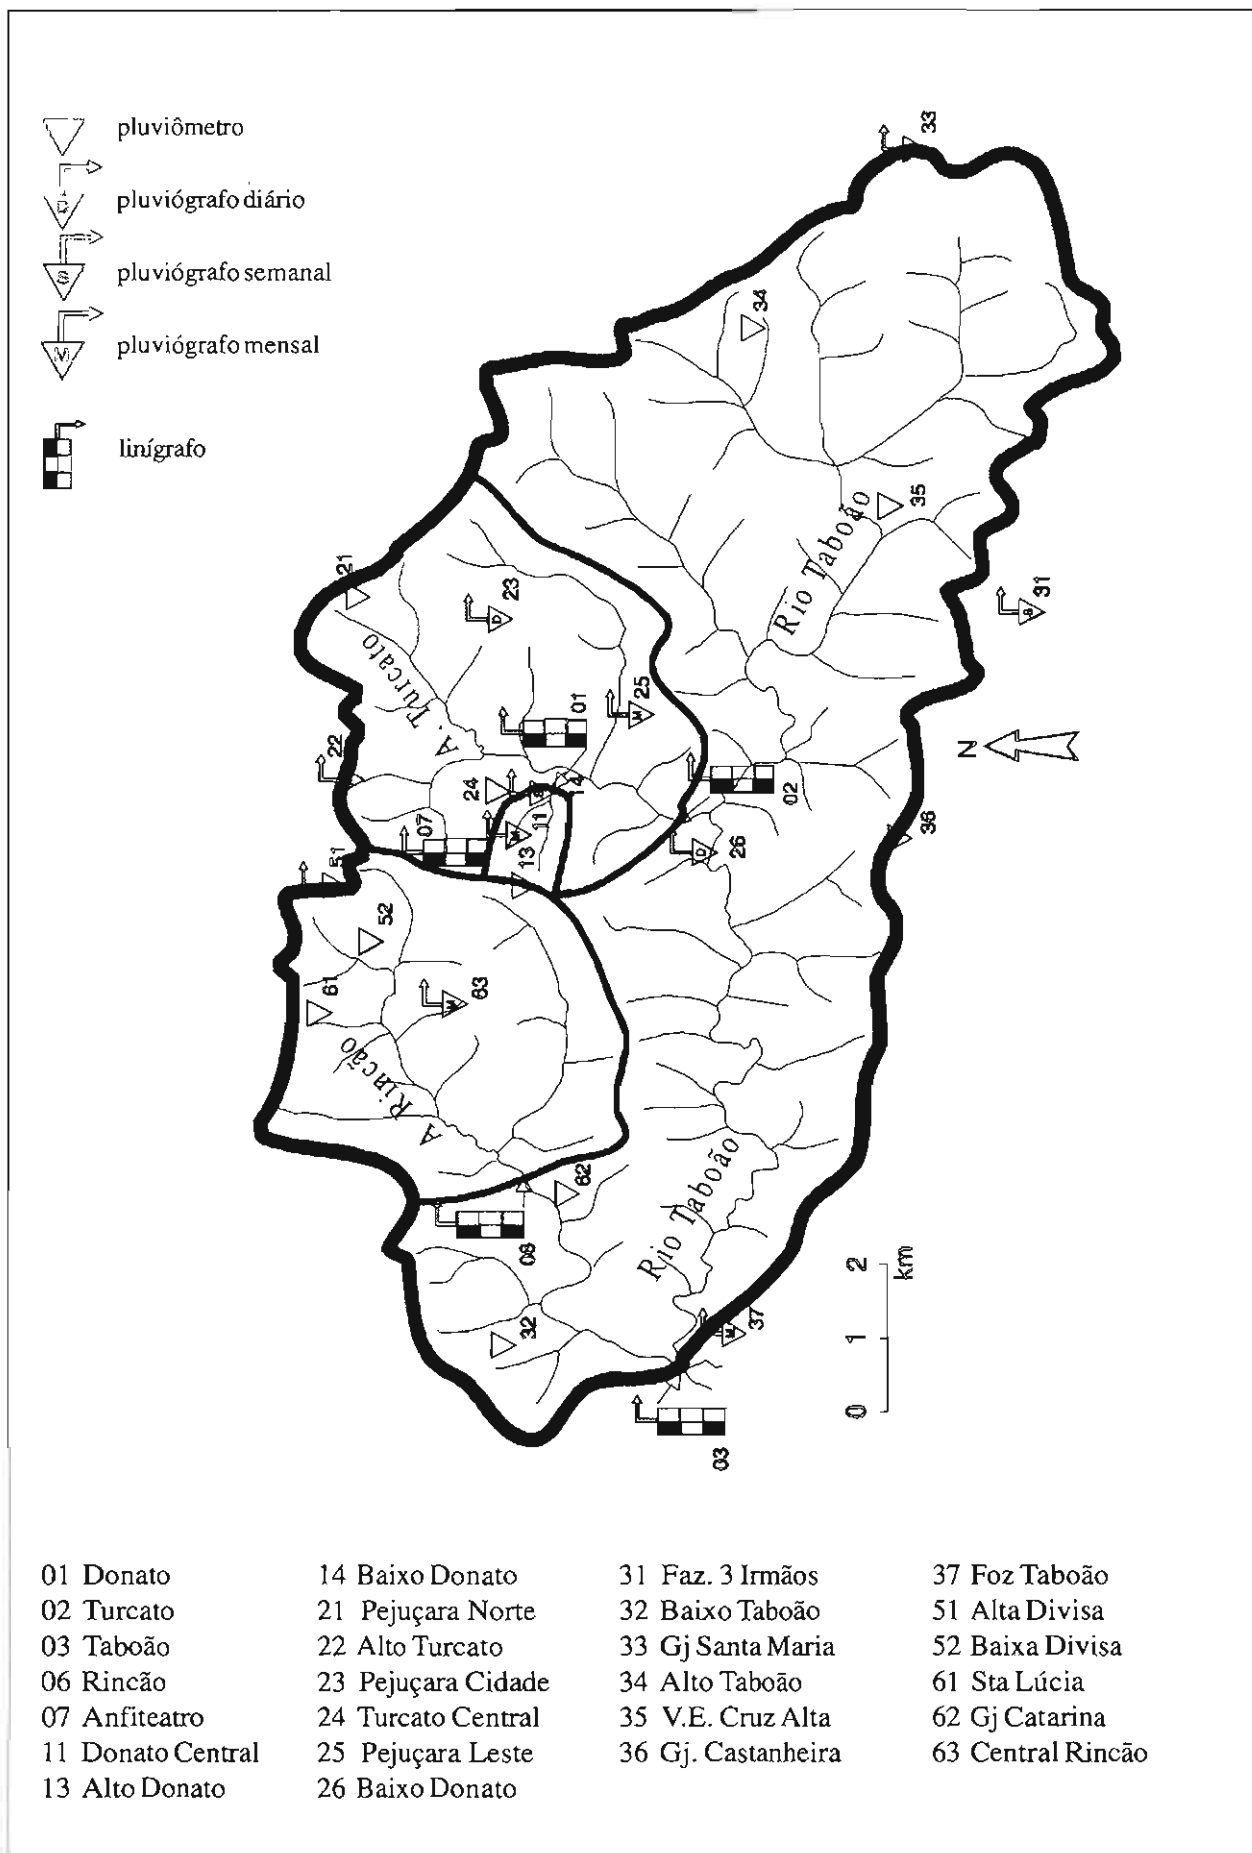 pluviômetro
D
pluviógrafo diário
S
pluviógrafo semanal
M
pluviógrafo mensal
linígrafo
33
34
35
Rio Taboão
31
21
23
A. Turcato
25
01
22
24
N
02
07
11
14
S
M
13
26
D
36
51
52
61
63
M
A Rincão
62
Rio Taboão
06
32
37
M
03
0 1 2
km
01 Donato
02 Turcato
03 Taboão
06 Rincão
07 Anfiteatro
11 Donato Central
13 Alto Donato
14 Baixo Donato
21 Pejuçara Norte
22 Alto Turcato
23 Pejuçara Cidade
24 Turcato Central
25 Pejuçara Leste
26 Baixo Donato
31 Faz. 3 Irmãos
32 Baixo Taboão
33 Gj Santa Maria
34 Alto Taboão
35 V.E. Cruz Alta
36 Gj. Castanheira
37 Foz Taboão
51 Alta Divisa
52 Baixa Divisa
61 Sta Lúcia
62 Gj Catarina
63 Central Rincão